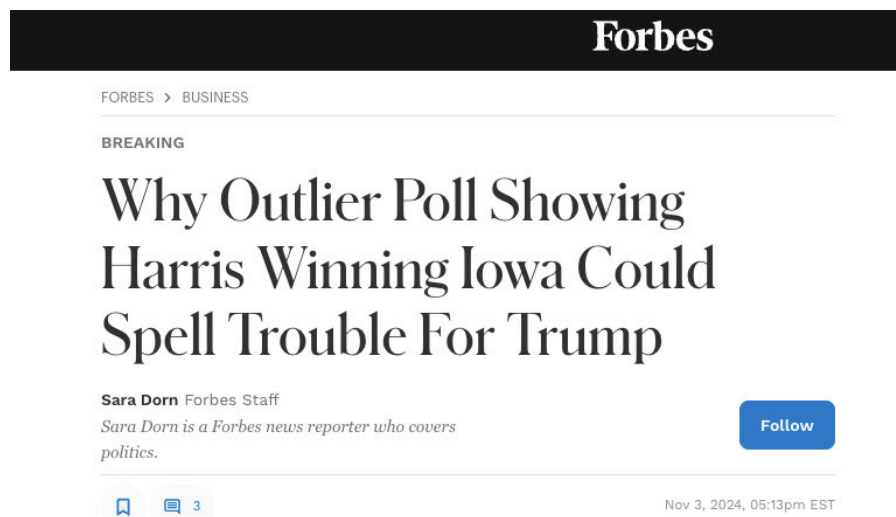 Forbes
FORBES > BUSINESS
BREAKING
Why Outlier Poll Showing
Harris Winning Iowa Could
Spell Trouble For Trump
Sara Dorn Forbes Staff
Sara Dorn is a Forbes news reporter who covers
politics.
Follow
3
Nov 3, 2024, 05:13pm EST